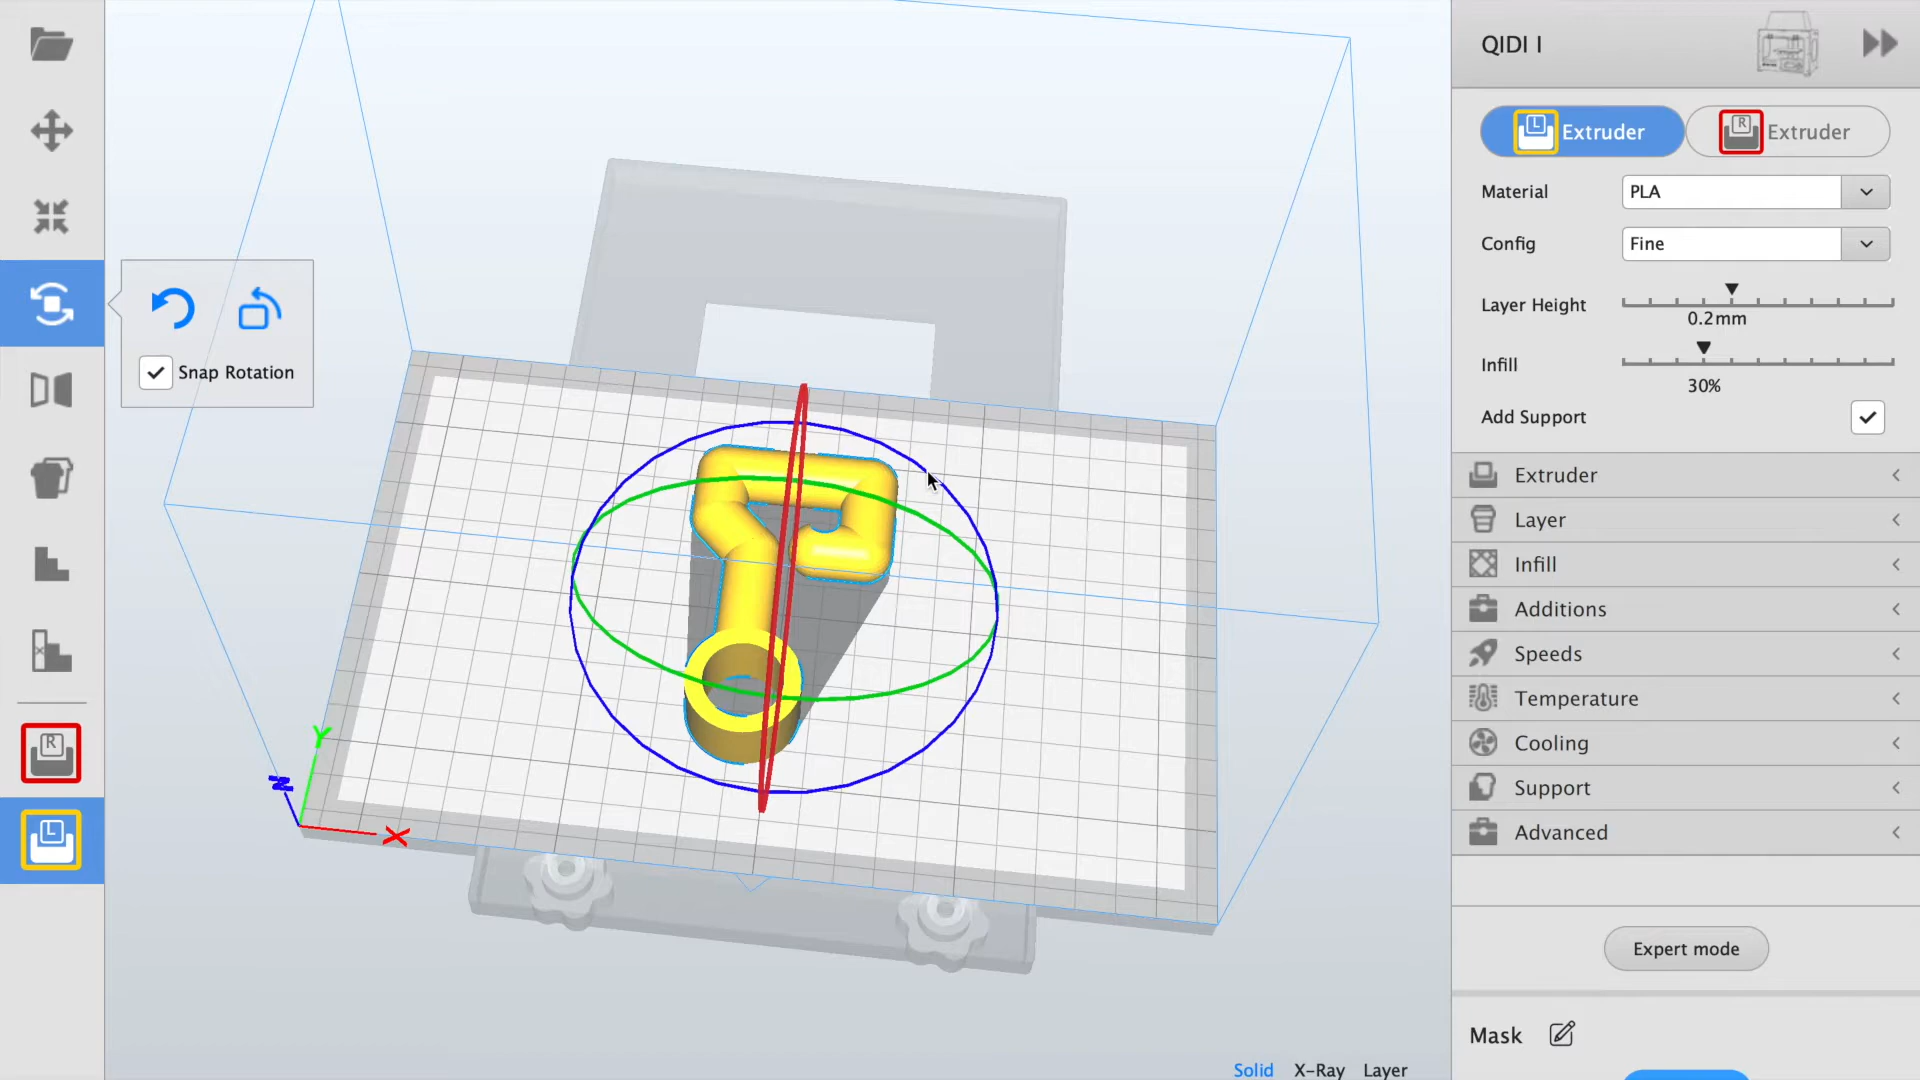 QIDI I
L Extruder
R Extruder
Material PLA
Config Fine
Layer Height 0.2mm
Infill 30%
Add Support
Snap Rotation
Extruder
Layer
Infill
Additions
Speeds
Temperature
Cooling
Support
Advanced
Expert mode
Mask
R
L
Y
Z
X
Solid X-Ray Layer